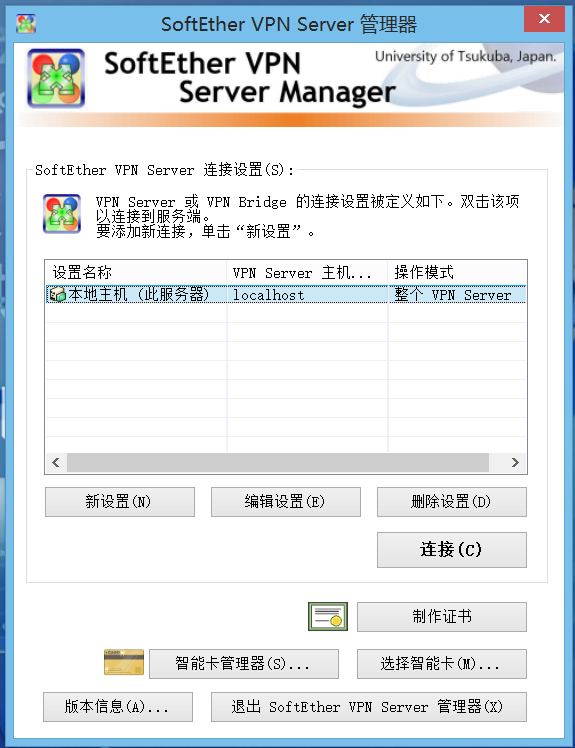 SoftEther VPN Server 管理器
SoftEther VPN
Server Manager
University of Tsukuba, Japan.
SoftEther VPN Server 连接设置(S):
VPN Server 或 VPN Bridge 的连接设置被定义如下。双击该项
以连接到服务端。
要添加新连接，单击“新设置”。
设置名称 VPN Server 主机... 操作模式
本地主机 (此服务器) localhost 整个 VPN Server
新设置(N) 编辑设置(E) 删除设置(D)
连接(C)
制作证书
智能卡管理器(S)... 选择智能卡(M)...
版本信息(A)... 退出 SoftEther VPN Server 管理器(X)